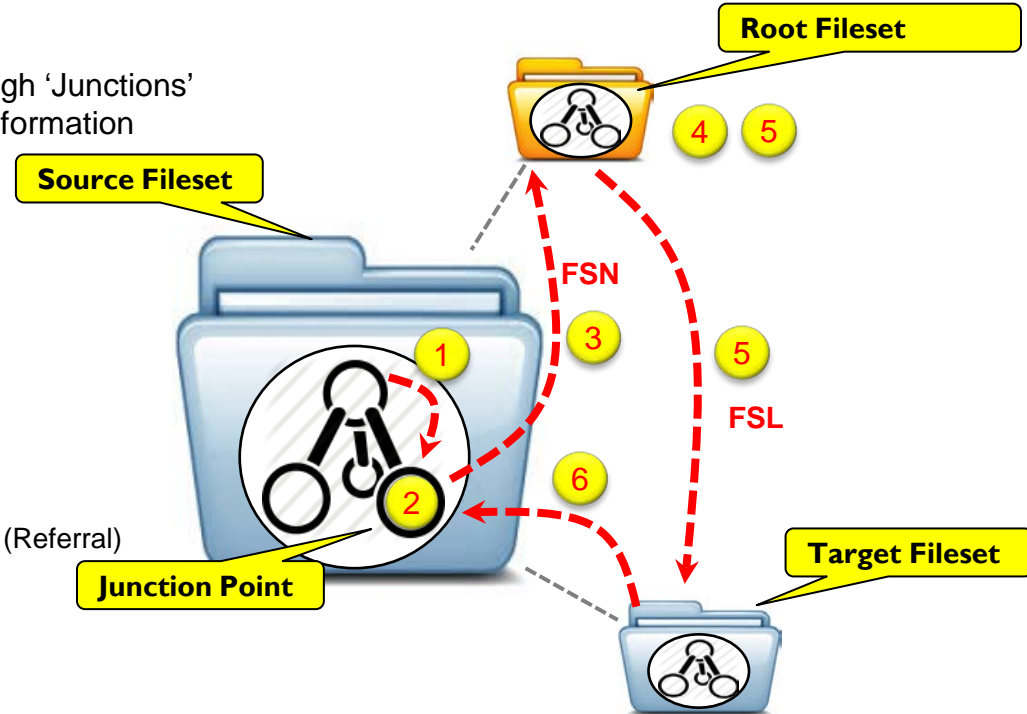 Root Fileset
gh ‘Junctions’
formation
4 5
Source Fileset
FSN
3
1
5
FSL
6
2
(Referral)
Target Fileset
Junction Point